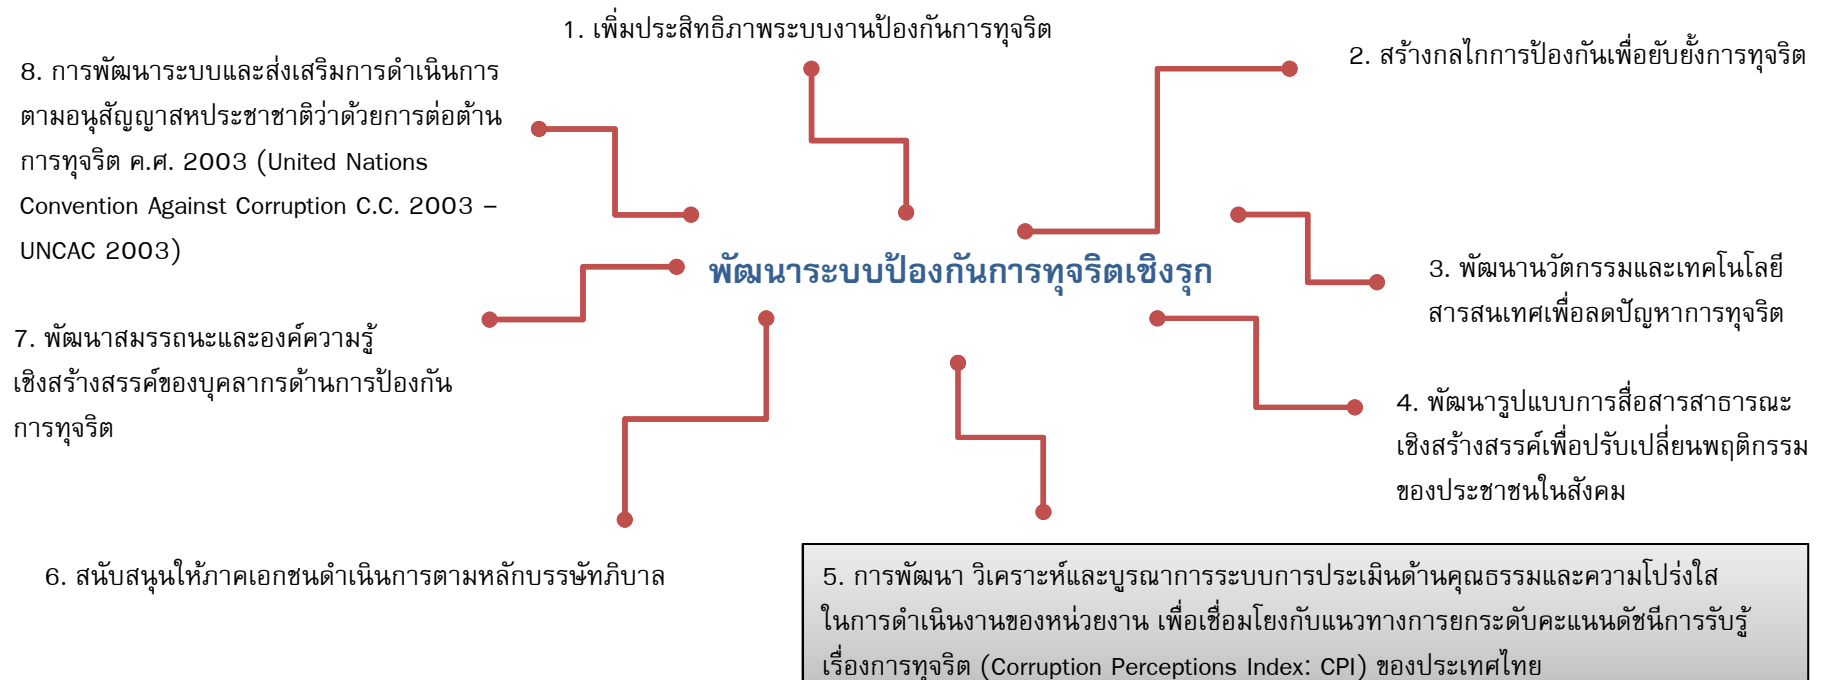 1. เพิ่มประสิทธิภาพระบบงานป้องกันการทุจริต
2. สร้างกลไกการป้องกันเพื่อยับยั้งการทุจริต
8. การพัฒนาระบบและส่งเสริมการดำเนินการ
ตามอนุสัญญาสหประชาชาติว่าด้วยการต่อต้าน
การทุจริต ค.ศ. 2003 (United Nations
Convention Against Corruption C.C. 2003 –
UNCAC 2003)
พัฒนาระบบป้องกันการทุจริตเชิงรุก
3. พัฒนานวัตกรรมและเทคโนโลยี
สารสนเทศเพื่อลดปัญหาการทุจริต
7. พัฒนาสมรรถนะและองค์ความรู้
เชิงสร้างสรรค์ของบุคลากรด้านการป้องกัน
การทุจริต
4. พัฒนารูปแบบการสื่อสารสาธารณะ
เชิงสร้างสรรค์เพื่อปรับเปลี่ยนพฤติกรรม
ของประชาชนในสังคม
6. สนับสนุนให้ภาคเอกชนดำเนินการตามหลักบรรษัทภิบาล
5. การพัฒนา วิเคราะห์และบูรณาการระบบการประเมินด้านคุณธรรมและความโปร่งใส
ในการดำเนินงานของหน่วยงาน เพื่อเชื่อมโยงกับแนวทางการยกระดับคะแนนดัชนีการรับรู้
เรื่องการทุจริต (Corruption Perceptions Index: CPI) ของประเทศไทย